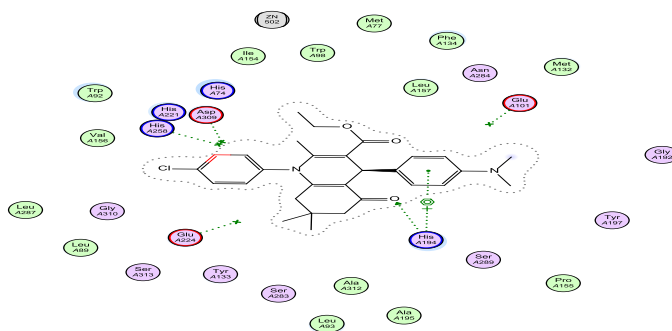 ZN
502
Met
A77
Phe
A134
Ile
A154
Trp
A98
Asn
A284
Met
A132
Leu
A157
Trp
A92
His
A74
Glu
A101
His
A221
Asp
A309
His
A258
O
Val
A156
O
Gly
A192
Cl
N
N
O
Leu
A287
Gly
A310
Tyr
A197
Glu
A224
His
A194
Leu
A89
Ser
A289
Ser
A313
Tyr
A133
Pro
A155
Ala
A312
Ser
A283
Ala
A195
Leu
A93